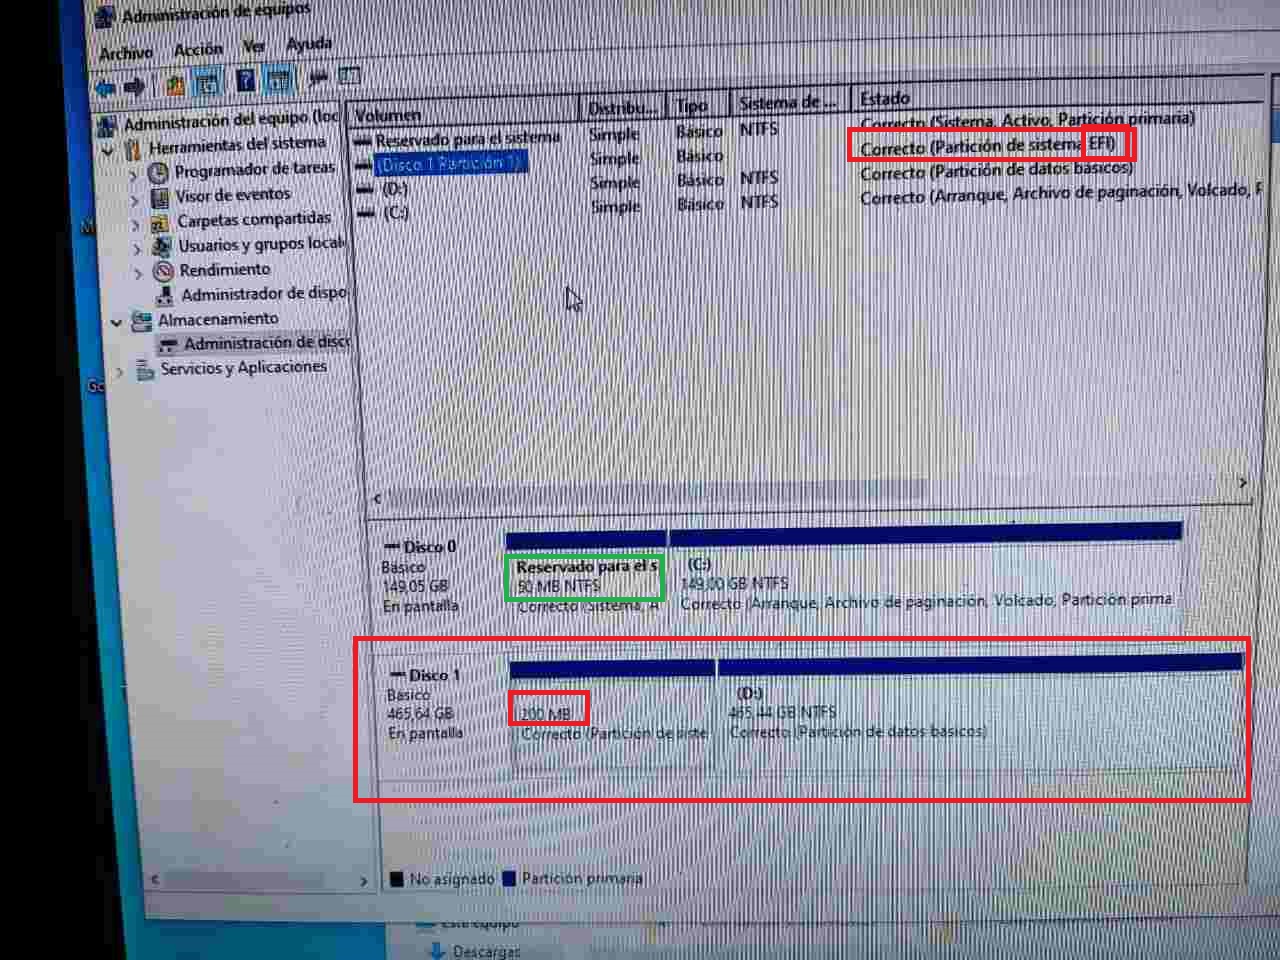 Administración de equipos
Archivo Acción Ver Ayuda
Administración del equipo (loc
Herramientas del sistema
Programador de tareas
Visor de eventos
Carpetas compartidas
Usuarios y grupos local
Rendimiento
Administrador de dispo
Almacenamiento
Administración de disco
Servicios y Aplicaciones
Volumen Distribu... Tipo Sistema de ... Estado
Reservado para el sistema Simple Básico NTFS Correcto (Sistema, Activo, Partición primaria)
(Disco 1 Partición 1) Simple Básico Correcto (Partición de sistema EFI)
(D:) Simple Básico NTFS Correcto (Partición de datos básicos)
(C:) Simple Básico NTFS Correcto (Arranque, Archivo de paginación, Volcado, P
Disco 0
Básico
149,05 GB
En pantalla
Reservado para el s
50 MB NTFS
Correcto (Sistema, A
(C:)
149,00 GB NTFS
Correcto (Arranque, Archivo de paginación, Volcado, Partición prima
Disco 1
Básico
465,64 GB
En pantalla
200 MB
Correcto (Partición de siste
(D:)
465,44 GB NTFS
Correcto (Partición de datos básicos)
No asignado Partición primaria
Este equipo
Descargas